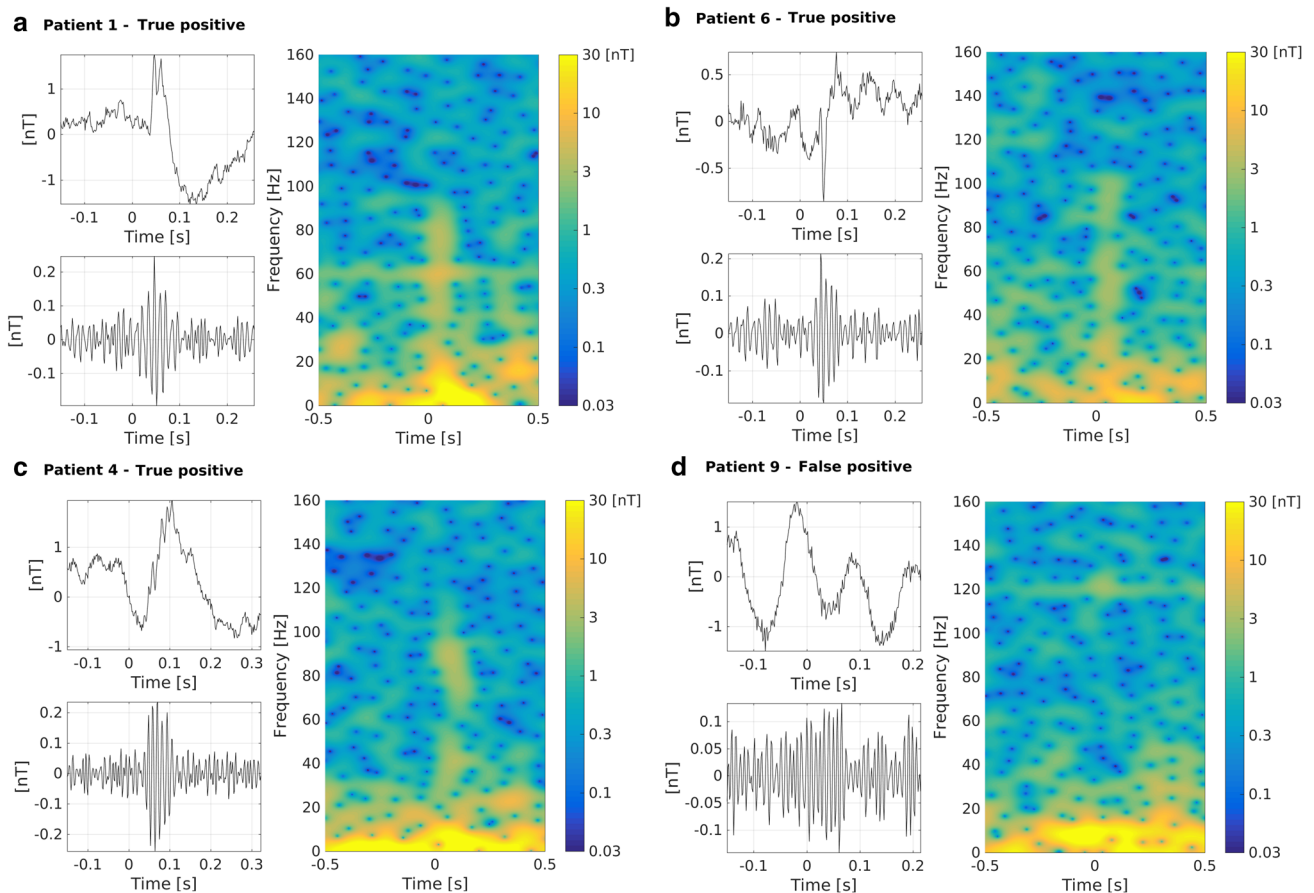 a Patient 1 - True positive
1
0
-1
[nT]
-0.1 0 0.1 0.2
Time [s]
0.2
0.1
0
-0.1
[nT]
-0.1 0 0.1 0.2
Time [s]
160
140
120
100
80
60
40
20
0
Frequency [Hz]
-0.5 0 0.5
Time [s]
30 [nT]
10
3
1
0.3
0.1
0.03
b Patient 6 - True positive
0.5
0
-0.5
[nT]
-0.1 0 0.1 0.2
Time [s]
0.2
0.1
0
-0.1
[nT]
-0.1 0 0.1 0.2
Time [s]
160
140
120
100
80
60
40
20
0
Frequency [Hz]
-0.5 0 0.5
Time [s]
30 [nT]
10
3
1
0.3
0.1
0.03
c Patient 4 - True positive
1
0
-1
[nT]
-0.1 0 0.1 0.2 0.3
Time [s]
0.2
0.1
0
-0.1
-0.2
[nT]
-0.1 0 0.1 0.2 0.3
Time [s]
160
140
120
100
80
60
40
20
0
Frequency [Hz]
-0.5 0 0.5
Time [s]
30 [nT]
10
3
1
0.3
0.1
0.03
d Patient 9 - False positive
1
0
-1
[nT]
-0.1 0 0.1 0.2
Time [s]
0.1
0.05
0
-0.05
-0.1
[nT]
-0.1 0 0.1 0.2
Time [s]
160
140
120
100
80
60
40
20
0
Frequency [Hz]
-0.5 0 0.5
Time [s]
30 [nT]
10
3
1
0.3
0.1
0.03